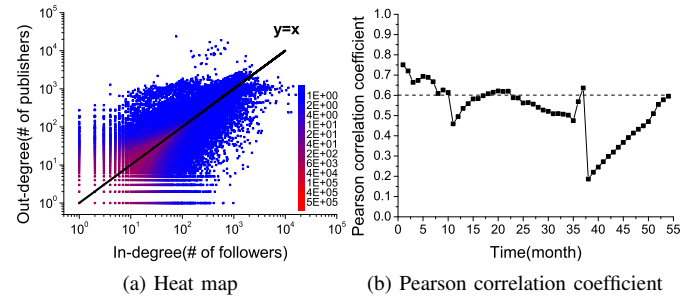 10^5
10^4
10^3
10^2
10^1
10^0
Out-degree(# of publishers)
y=x
1E+00
2E+00
4E+00
2E+01
2E+01
4E+01
2E+02
6E+03
4E+04
1E+05
4E+05
5E+05
10^0 10^1 10^2 10^3 10^4 10^5
In-degree(# of followers)
(a) Heat map
Pearson correlation coefficient
1.0
0.9
0.8
0.7
0.6
0.5
0.4
0.3
0.2
0.1
0.0
0 5 10 15 20 25 30 35 40 45 50 55
Time(month)
(b) Pearson correlation coefficient